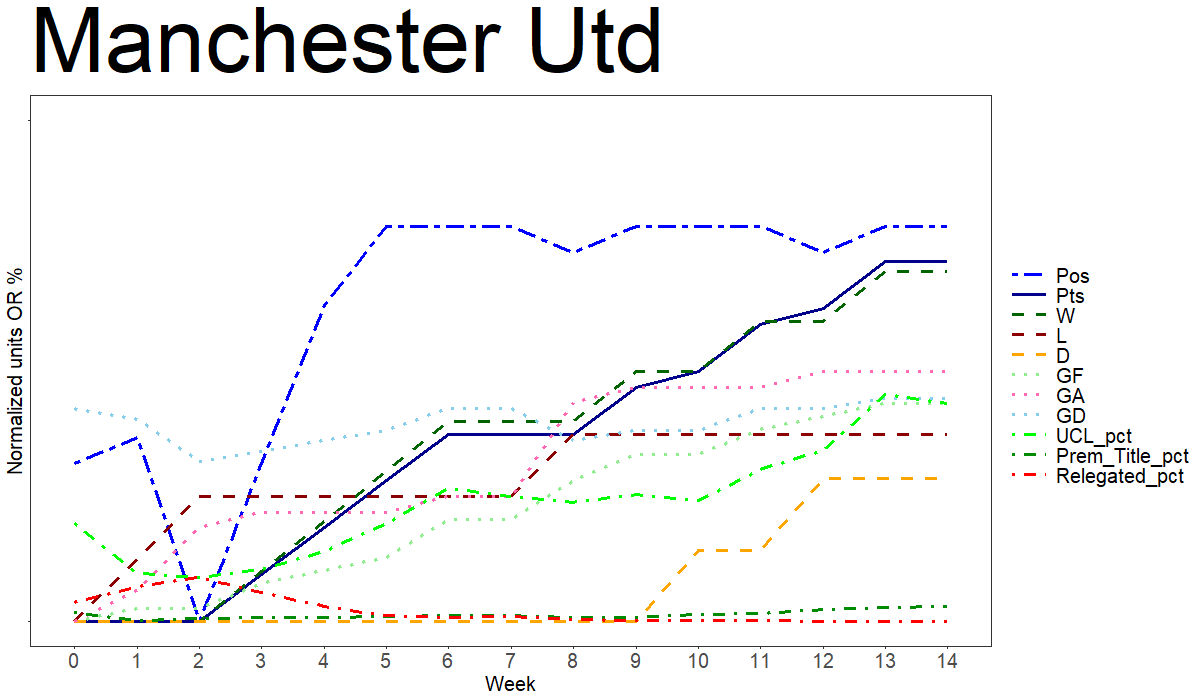 Manchester Utd
Normalized units OR %
0 1 2 3 4 5 6 7 8 9 10 11 12 13 14
Week
Pos
Pts
W
L
D
GF
GA
GD
UCL_pct
Prem_Title_pct
Relegated_pct